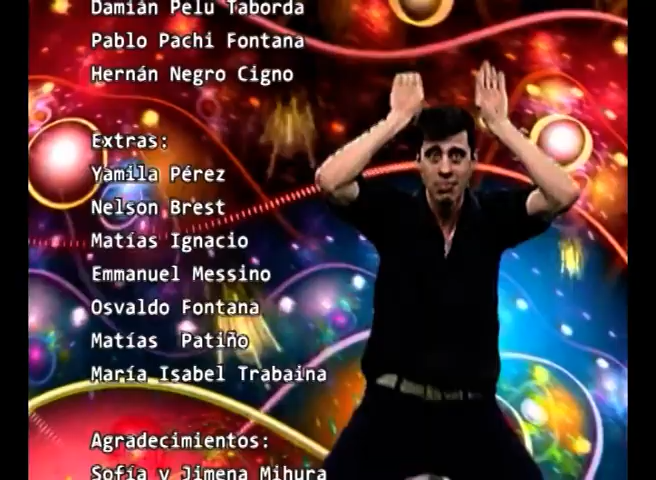 Damián Pelu Taborda
Pablo Pachi Fontana
Hernán Negro Cigno
Extras:
Yamila Pérez
Nelson Brest
Matías Ignacio
Emmanuel Messino
Osvaldo Fontana
Matías Patiño
María Isabel Trabaina
Agradecimientos:
Sofía y Jimena Mihura